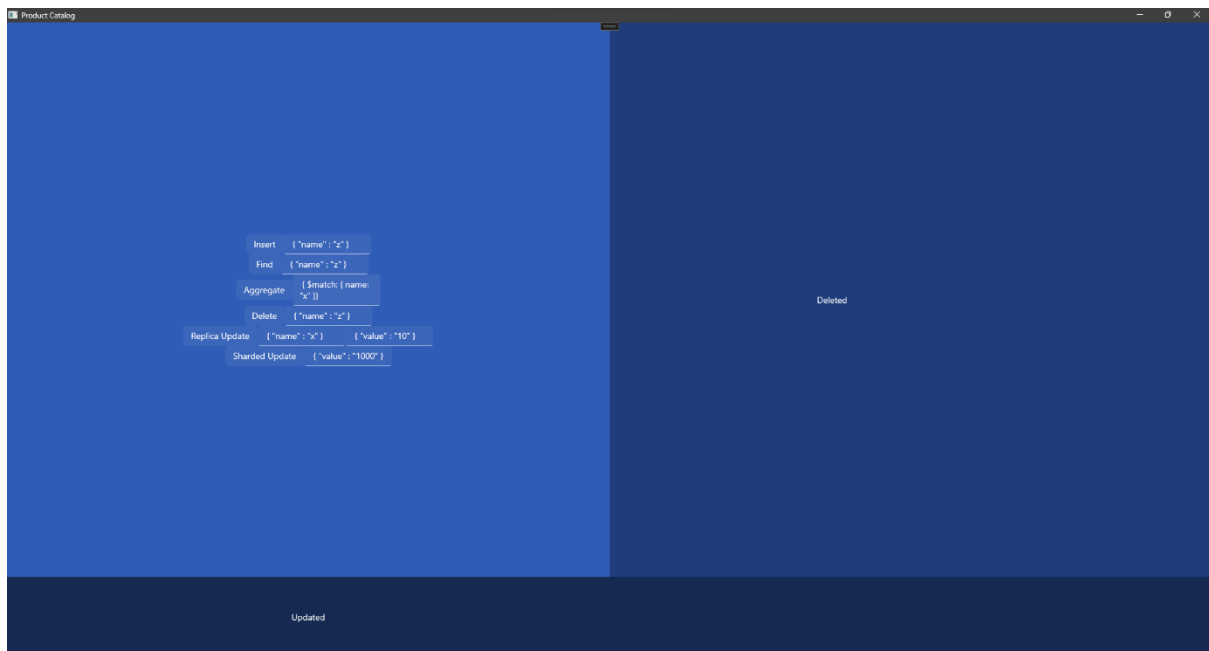 Product Catalog
Insert { "name" : "z" }
Find { "name" : "z" }
Aggregate { $match: { name:
"x" }}
Delete { "name" : "z" }
Replica Update { "name" : "x" } { "value" : "10" }
Sharded Update { "value" : "1000" }
Deleted
Updated